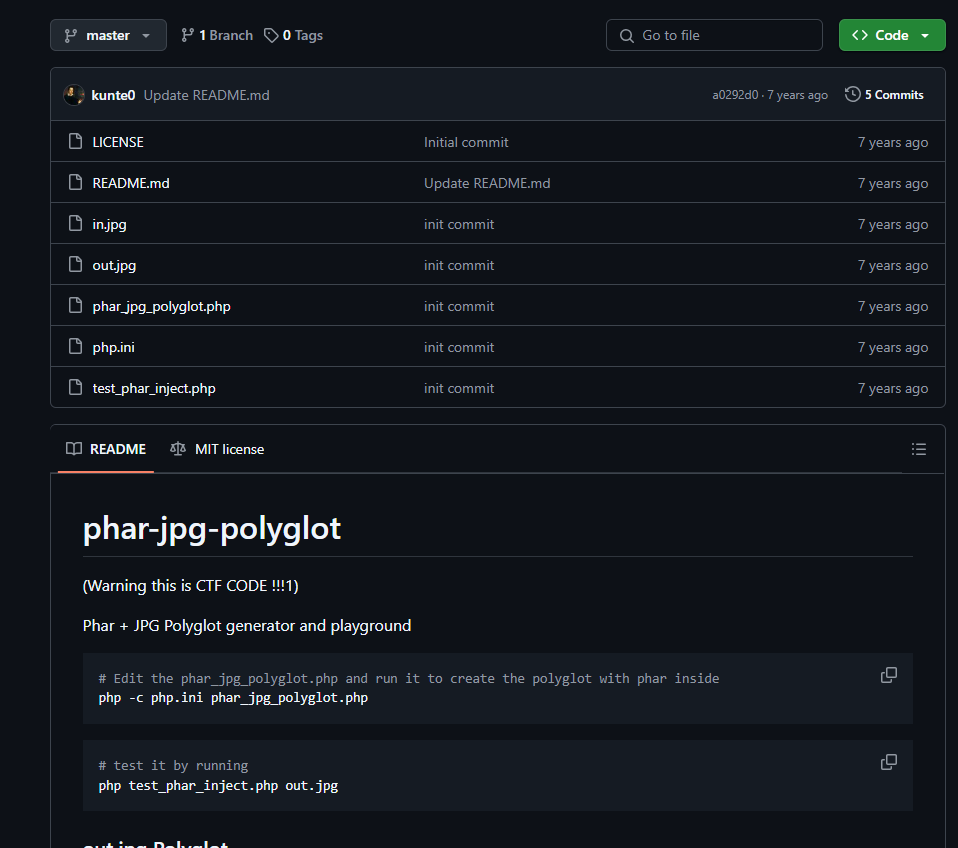 master 1 Branch 0 Tags Go to file Code
kunte0 Update README.md a0292d0 · 7 years ago 5 Commits
LICENSE Initial commit 7 years ago
README.md Update README.md 7 years ago
in.jpg init commit 7 years ago
out.jpg init commit 7 years ago
phar_jpg_polyglot.php init commit 7 years ago
php.ini init commit 7 years ago
test_phar_inject.php init commit 7 years ago
README MIT license
phar-jpg-polyglot
(Warning this is CTF CODE !!!1)
Phar + JPG Polyglot generator and playground
# Edit the phar_jpg_polyglot.php and run it to create the polyglot with phar inside
php -c php.ini phar_jpg_polyglot.php
# test it by running
php test_phar_inject.php out.jpg
out.jpg Polyglot